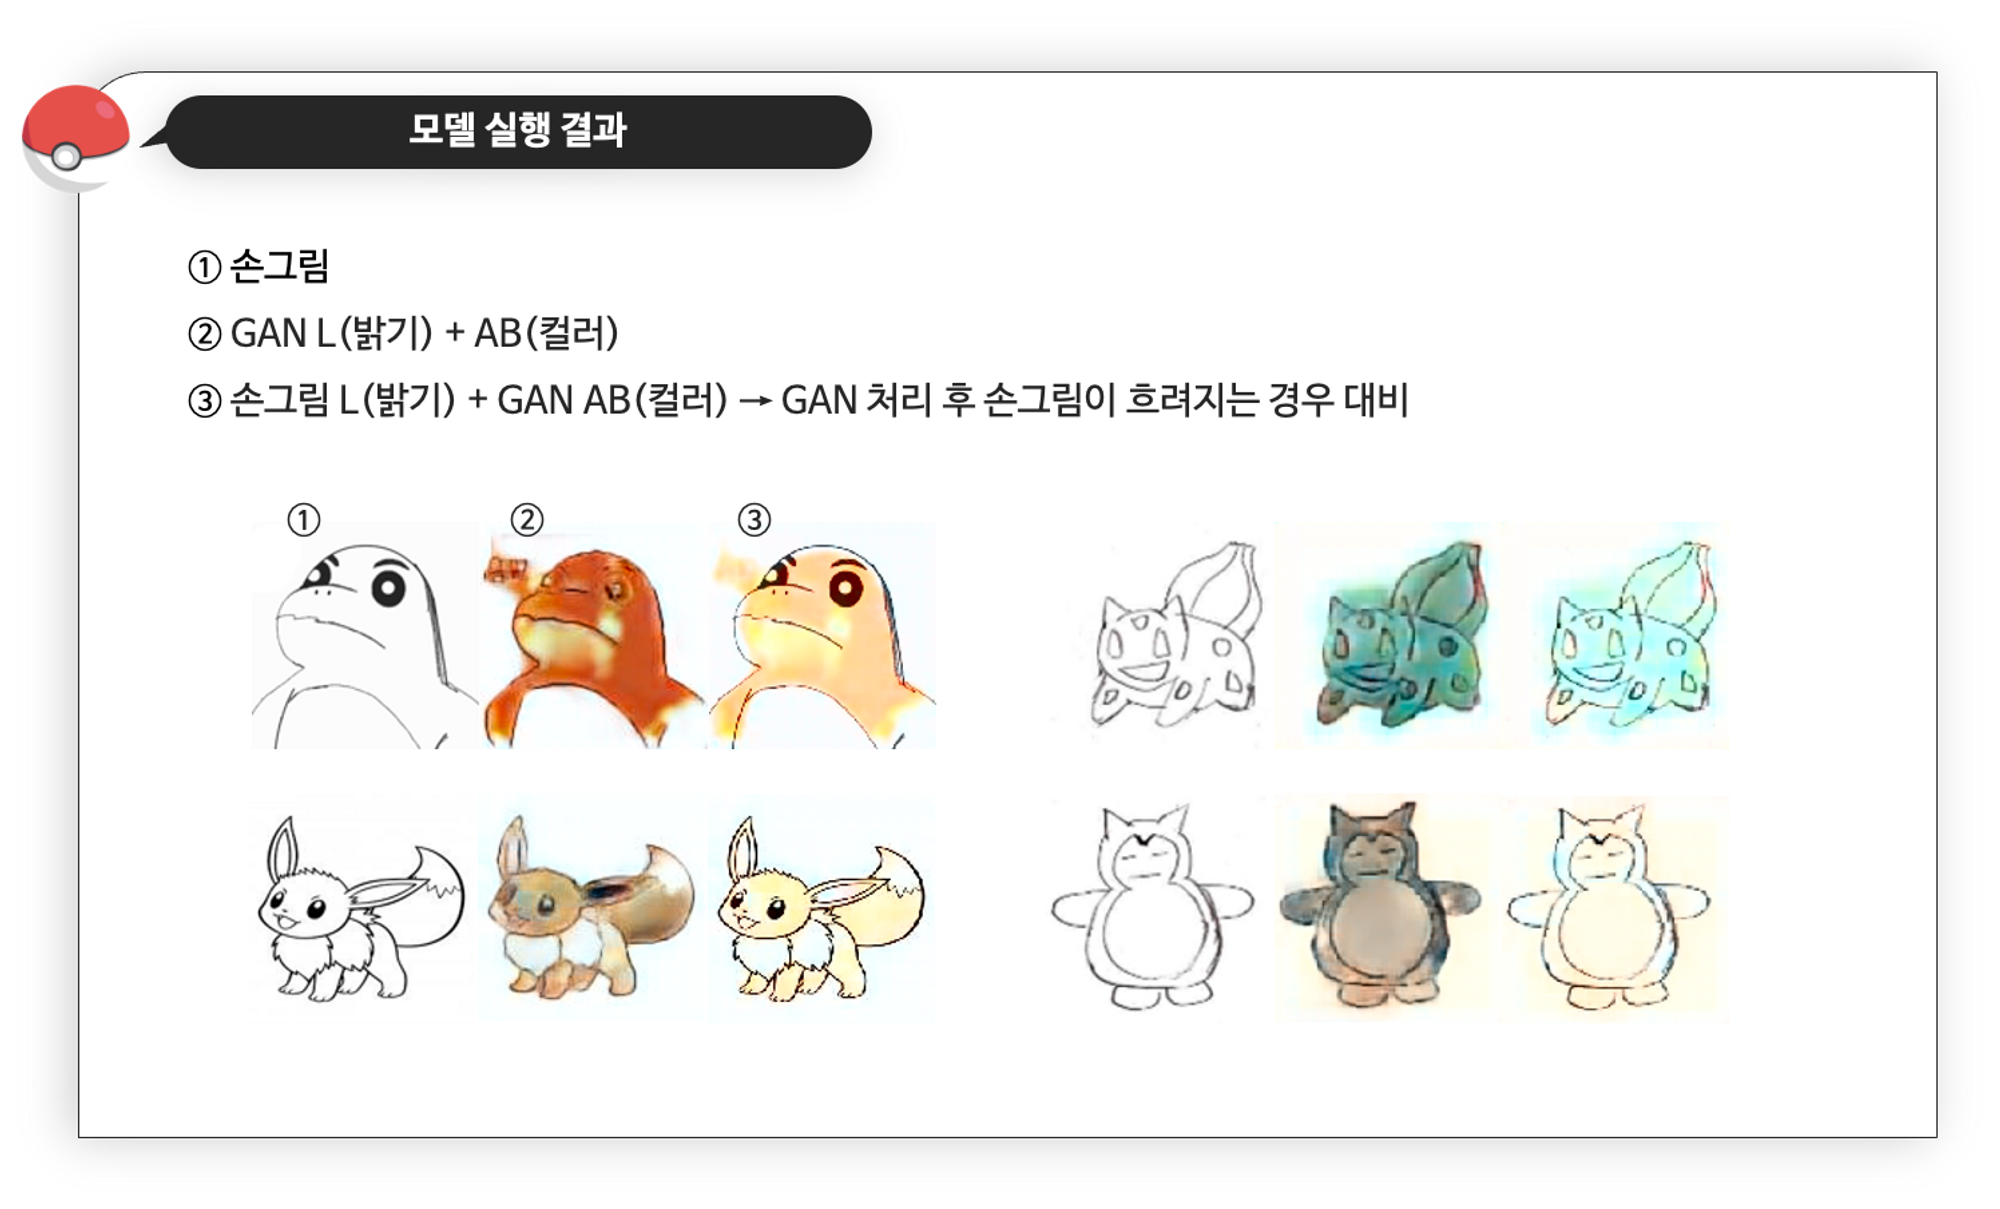 모델 실행 결과
① 손그림
② GAN L(밝기) + AB(컬러)
③ 손그림 L(밝기) + GAN AB(컬러) → GAN 처리 후 손그림이 흐려지는 경우 대비
① ② ③